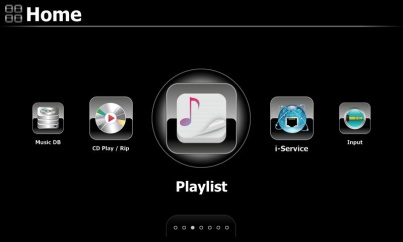 Home
Music DB
CD Play / Rip
Playlist
i-Service
Input